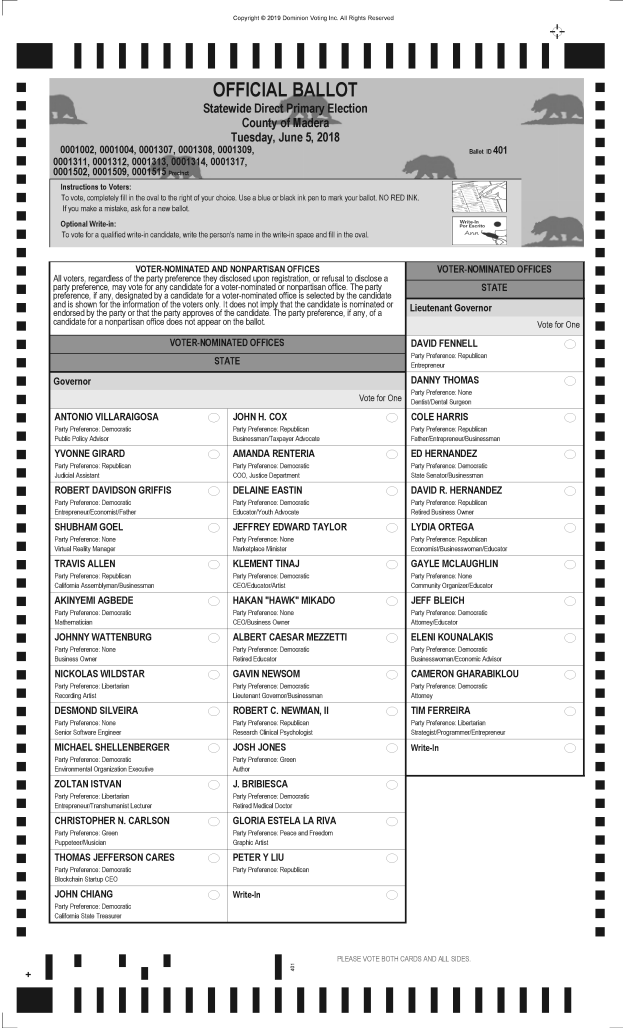 Copyright © 2019 Dominion Voting Inc. All Rights Reserved
OFFICIAL BALLOT
Statewide Direct Primary Election
County of Madera
Tuesday, June 5, 2018
0001002, 0001004, 0001307, 0001308, 0001309,
0001311, 0001312, 0001313, 0001314, 0001317,
0001502, 0001509, 0001515 Precinct
Ballot ID 401
Instructions to Voters:
To vote, completely fill in the oval to the right of your choice. Use a blue or black ink pen to mark your ballot. NO RED INK.
If you make a mistake, ask for a new ballot.
Optional Write-in:
To vote for a qualified write-in candidate, write the person's name in the write-in space and fill in the oval.
Write-in
Por Escrito
Ann
VOTER-NOMINATED AND NONPARTISAN OFFICES
All voters, regardless of the party preference they disclosed upon registration, or refusal to disclose a
party preference, may vote for any candidate for a voter-nominated or nonpartisan office. The party
preference, if any, designated by a candidate for a voter-nominated office is selected by the candidate
and is shown for the information of the voters only. It does not imply that the candidate is nominated or
endorsed by the party or that the party approves of the candidate. The party preference, if any, of a
candidate for a nonpartisan office does not appear on the ballot.
VOTER-NOMINATED OFFICES
STATE
Governor
Vote for One
ANTONIO VILLARAIGOSA
Party Preference: Democratic
Public Policy Advisor
YVONNE GIRARD
Party Preference: Republican
Judicial Assistant
ROBERT DAVIDSON GRIFFIS
Party Preference: Democratic
Entrepreneur/Economist/Father
SHUBHAM GOEL
Party Preference: None
Virtual Reality Manager
TRAVIS ALLEN
Party Preference: Republican
California Assemblyman/Businessman
AKINYEMI AGBEDE
Party Preference: Democratic
Mathematician
JOHNNY WATTENBURG
Party Preference: None
Business Owner
NICKOLAS WILDSTAR
Party Preference: Libertarian
Recording Artist
DESMOND SILVEIRA
Party Preference: None
Senior Software Engineer
MICHAEL SHELLENBERGER
Party Preference: Democratic
Environmental Organization Executive
ZOLTAN ISTVAN
Party Preference: Libertarian
Entrepreneur/Transhumanist Lecturer
CHRISTOPHER N. CARLSON
Party Preference: Green
Puppeteer/Musician
THOMAS JEFFERSON CARES
Party Preference: Democratic
Blockchain Startup CEO
JOHN CHIANG
Party Preference: Democratic
California State Treasurer
JOHN H. COX
Party Preference: Republican
Businessman/Taxpayer Advocate
AMANDA RENTERIA
Party Preference: Democratic
COO, Justice Department
DELAINE EASTIN
Party Preference: Democratic
Educator/Youth Advocate
JEFFREY EDWARD TAYLOR
Party Preference: None
Marketplace Minister
KLEMENT TINAJ
Party Preference: Democratic
CEO/Educator/Artist
HAKAN "HAWK" MIKADO
Party Preference: None
CEO/Business Owner
ALBERT CAESAR MEZZETTI
Party Preference: Democratic
Retired Educator
GAVIN NEWSOM
Party Preference: Democratic
Lieutenant Governor/Businessman
ROBERT C. NEWMAN, II
Party Preference: Republican
Research Clinical Psychologist
JOSH JONES
Party Preference: Green
Author
J. BRIBIESCA
Party Preference: Democratic
Retired Medical Doctor
GLORIA ESTELA LA RIVA
Party Preference: Peace and Freedom
Graphic Artist
PETER Y LIU
Party Preference: Republican
Write-In
VOTER-NOMINATED OFFICES
STATE
Lieutenant Governor
Vote for One
DAVID FENNELL
Party Preference: Republican
Entrepreneur
DANNY THOMAS
Party Preference: None
Dentist/Dental Surgeon
COLE HARRIS
Party Preference: Republican
Father/Entrepreneur/Businessman
ED HERNANDEZ
Party Preference: Democratic
State Senator/Businessman
DAVID R. HERNANDEZ
Party Preference: Republican
Retired Business Owner
LYDIA ORTEGA
Party Preference: Republican
Economist/Businesswoman/Educator
GAYLE MCLAUGHLIN
Party Preference: None
Community Organizer/Educator
JEFF BLEICH
Party Preference: Democratic
Attorney/Educator
ELENI KOUNALAKIS
Party Preference: Democratic
Businesswoman/Economic Advisor
CAMERON GHARABIKLOU
Party Preference: Democratic
Attorney
TIM FERREIRA
Party Preference: Libertarian
Strategist/Programmer/Entrepreneur
Write-In
401
PLEASE VOTE BOTH CARDS AND ALL SIDES.